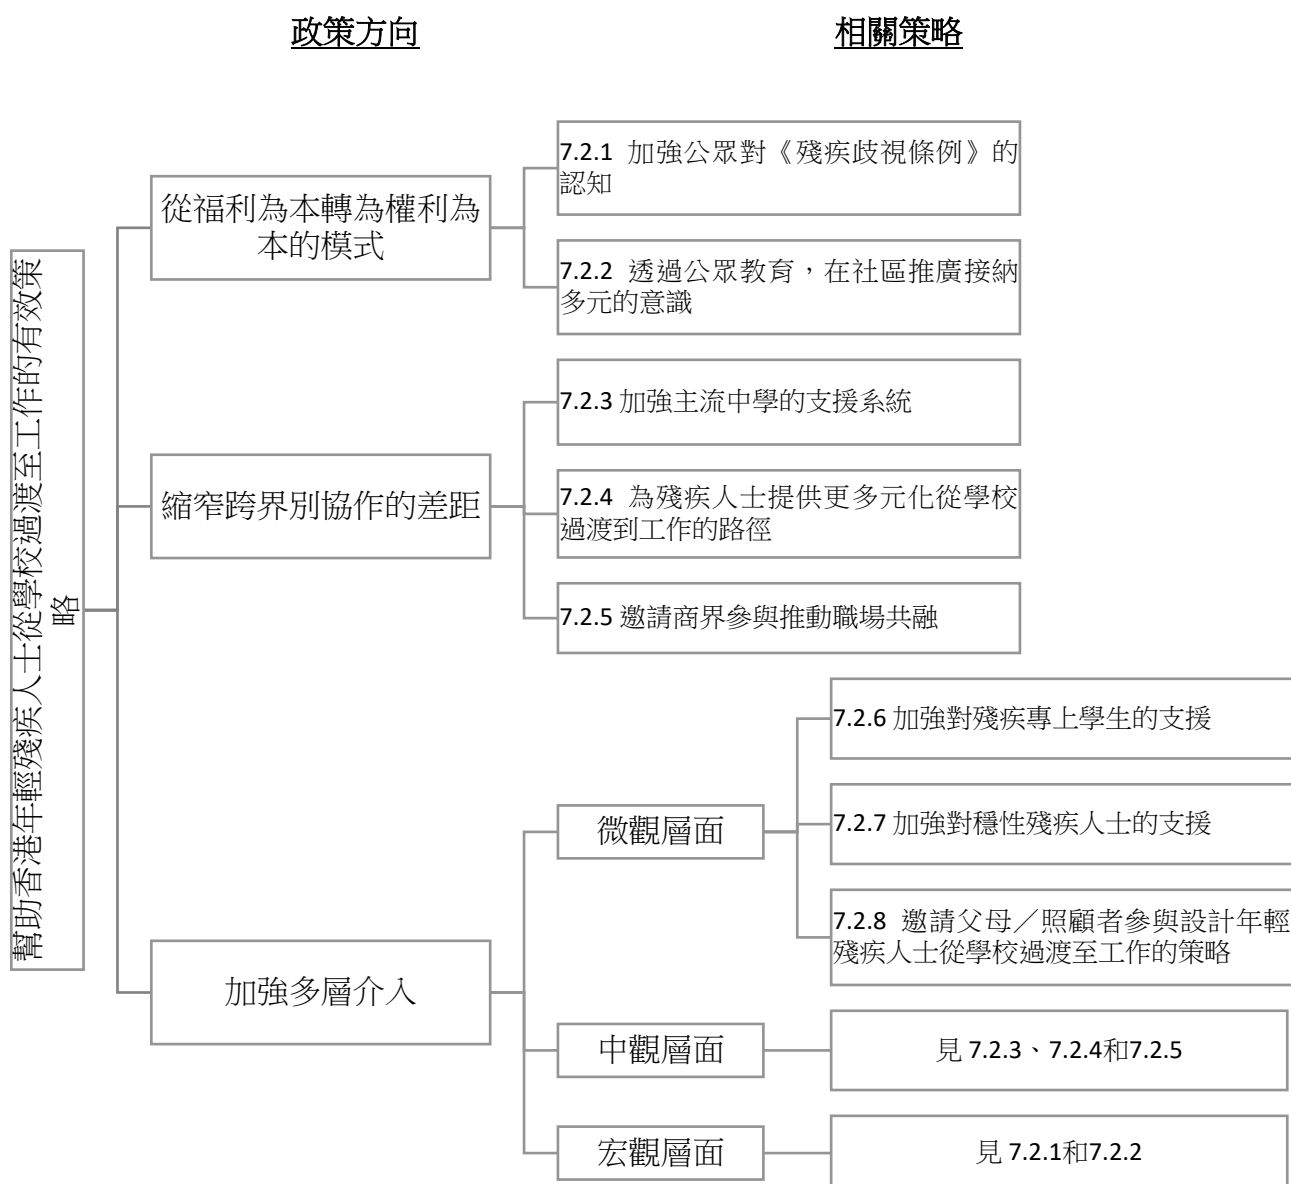 政策方向
相關策略
幫助香港年輕殘疾人士從學校過渡至工作的有效策
略
從福利為本轉為權利為
本的模式
7.2.1 加強公眾對《殘疾歧視條例》的
認知
7.2.2 透過公眾教育，在社區推廣接納
多元的意識
縮窄跨界別協作的差距
7.2.3 加強主流中學的支援系統
7.2.4 為殘疾人士提供更多元化從學校
過渡到工作的路徑
7.2.5 邀請商界參與推動職場共融
加強多層介入
微觀層面
7.2.6 加強對殘疾專上學生的支援
7.2.7 加強對穩性殘疾人士的支援
7.2.8 邀請父母／照顧者參與設計年輕
殘疾人士從學校過渡至工作的策略
中觀層面
見 7.2.3、7.2.4和7.2.5
宏觀層面
見 7.2.1和7.2.2